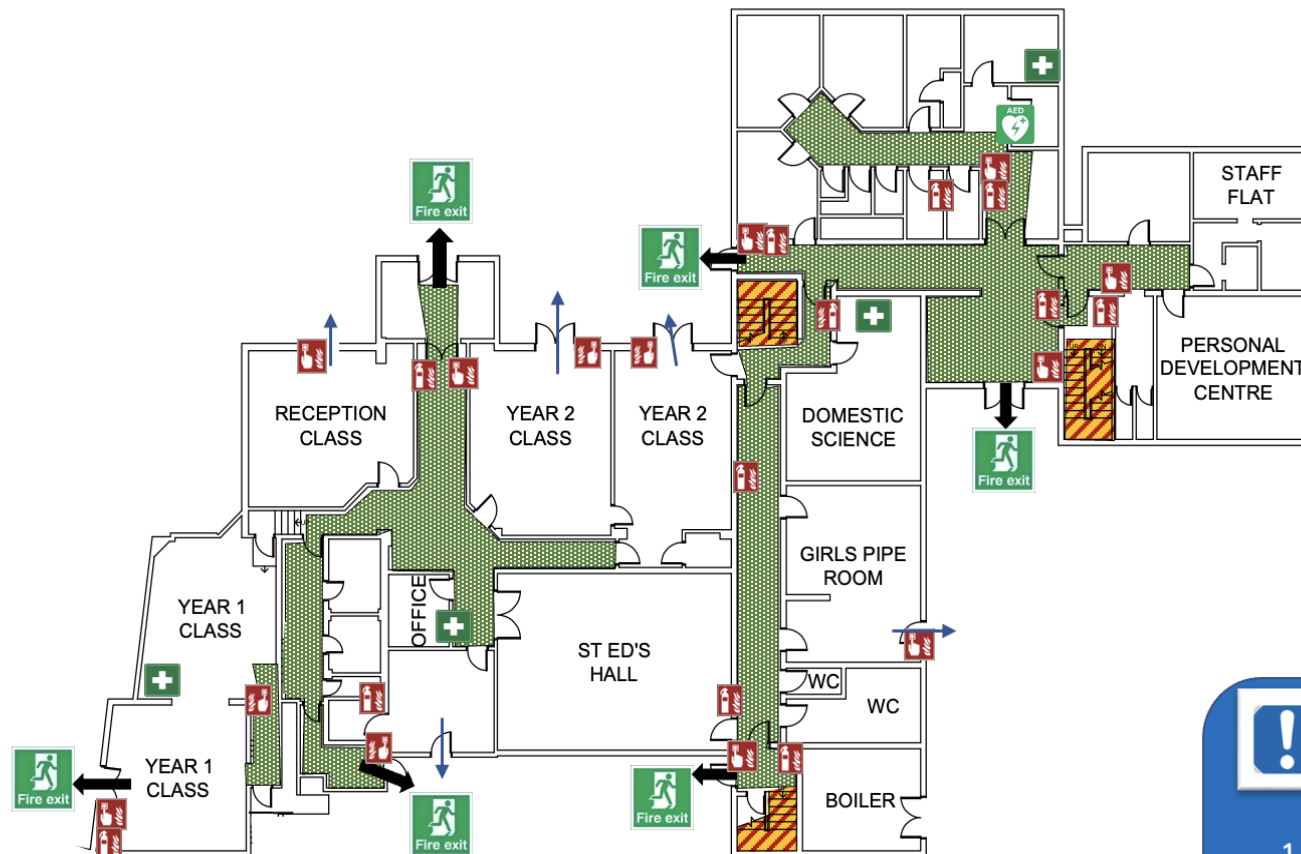 AED
STAFF
FLAT
Fire exit
Fire exit
PERSONAL
DEVELOPMENT
CENTRE
RECEPTION
CLASS
YEAR 2
CLASS
YEAR 2
CLASS
DOMESTIC
SCIENCE
Fire exit
GIRLS PIPE
ROOM
OFFICE
YEAR 1
CLASS
ST ED'S
HALL
WC
WC
YEAR 1
CLASS
Fire exit
Fire exit
Fire exit
BOILER
!
1